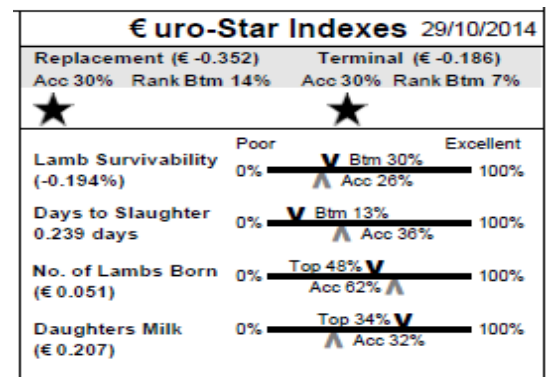 € uro-Star Indexes 29/10/2014
Replacement (€ -0.352) Terminal (€ -0.186)
Acc 30% Rank Btm 14% Acc 30% Rank Btm 7%
Poor Excellent
Lamb Survivability
(-0.194%)
0% Btm 30% 100%
Acc 26%
Days to Slaughter
0.239 days
0% Btm 13% 100%
Acc 36%
No. of Lambs Born
(€ 0.051)
0% Top 48% 100%
Acc 62%
Daughters Milk
(€ 0.207)
0% Top 34% 100%
Acc 32%